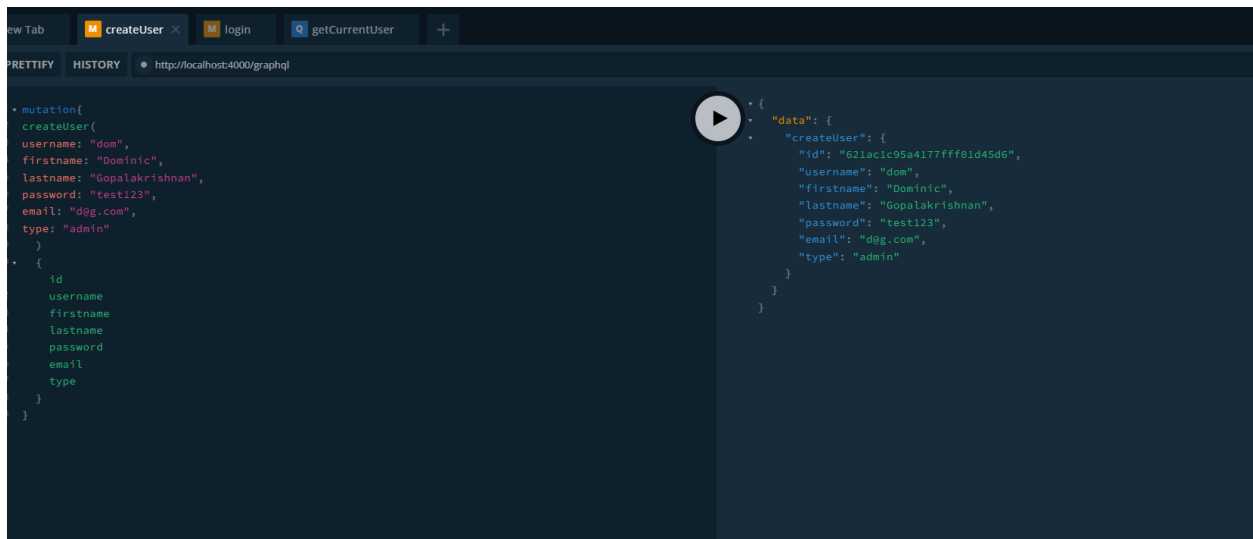 ew Tab
M createUser ×
M login
Q getCurrentUser
+
PRETTIFY HISTORY http://localhost:4000/graphql
mutation{
createUser(
username: "dom",
firstname: "Dominic",
lastname: "Gopalakrishnan",
password: "test123",
email: "d@g.com",
type: "admin"
)
{
id
username
firstname
lastname
password
email
type
}
}
{
"data": {
"createUser": {
"id": "621ac1c95a4177fff01d45d6",
"username": "dom",
"firstname": "Dominic",
"lastname": "Gopalakrishnan",
"password": "test123",
"email": "d@g.com",
"type": "admin"
}
}
}